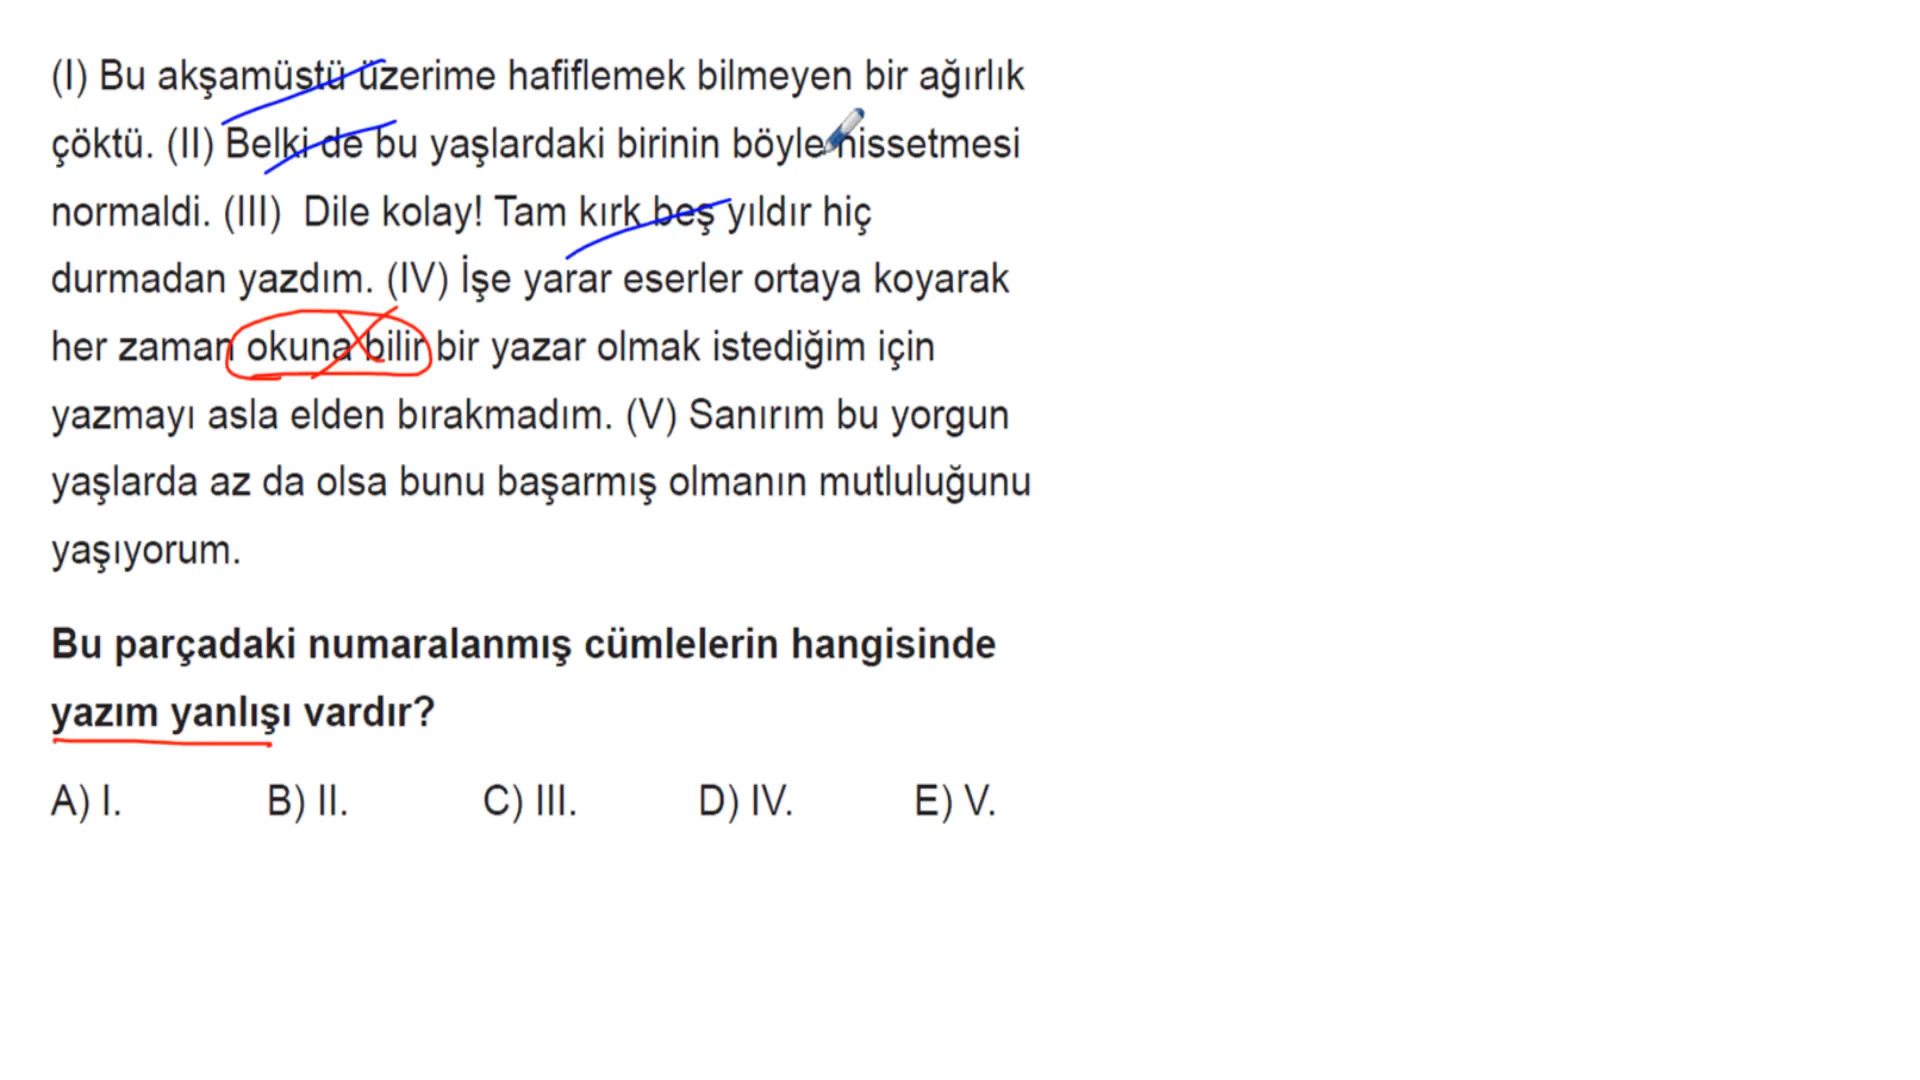 (I) Bu akşamüstü üzerime hafiflemek bilmeyen bir ağırlık
çöktü. (II) Belki de bu yaşlardaki birinin böyle hissetmesi
normaldi. (III) Dile kolay! Tam kırk beş yıldır hiç
durmadan yazdım. (IV) İşe yarar eserler ortaya koyarak
her zaman okuna bilir bir yazar olmak istediğim için
yazmayı asla elden bırakmadım. (V) Sanırım bu yorgun
yaşlarda az da olsa bunu başarmış olmanın mutluluğunu
yaşıyorum.
Bu parçadaki numaralanmış cümlelerin hangisinde
yazım yanlışı vardır?
A) I. B) II. C) III. D) IV. E) V.